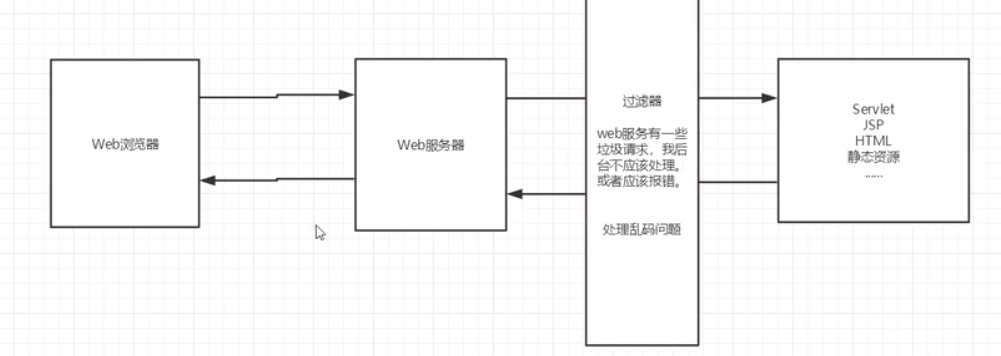 Web浏览器
Web服务器
过滤器
web服务有一些
垃圾请求，我后
台不应该处理。
或者应该报错。
处理乱码问题
Servlet
JSP
HTML
静态资源
......